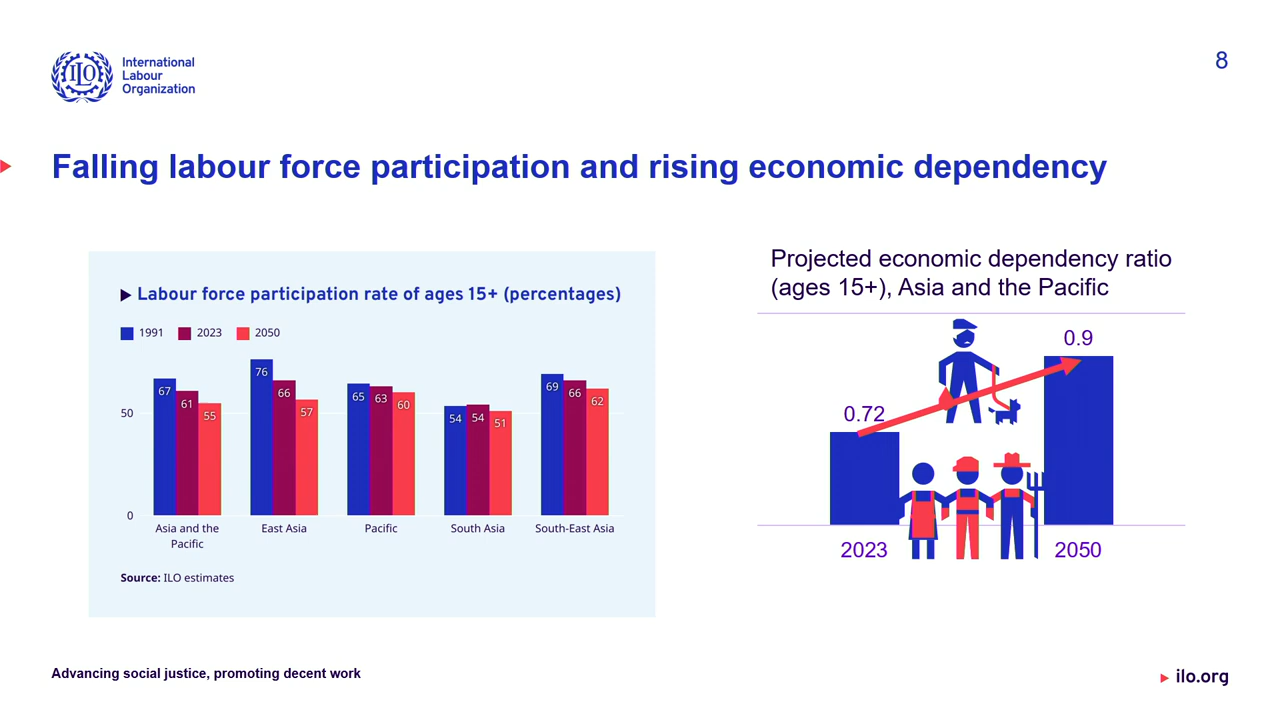 International
Labour
Organization
8
Falling labour force participation and rising economic dependency
Labour force participation rate of ages 15+ (percentages)
1991 2023 2050
50
0
67 61 55
76 66 57
65 63 60
54 54 51
69 66 62
Asia and the
Pacific
East Asia
Pacific
South Asia
South-East Asia
Source: ILO estimates
Projected economic dependency ratio
(ages 15+), Asia and the Pacific
0.72
0.9
2023
2050
Advancing social justice, promoting decent work
ilo.org